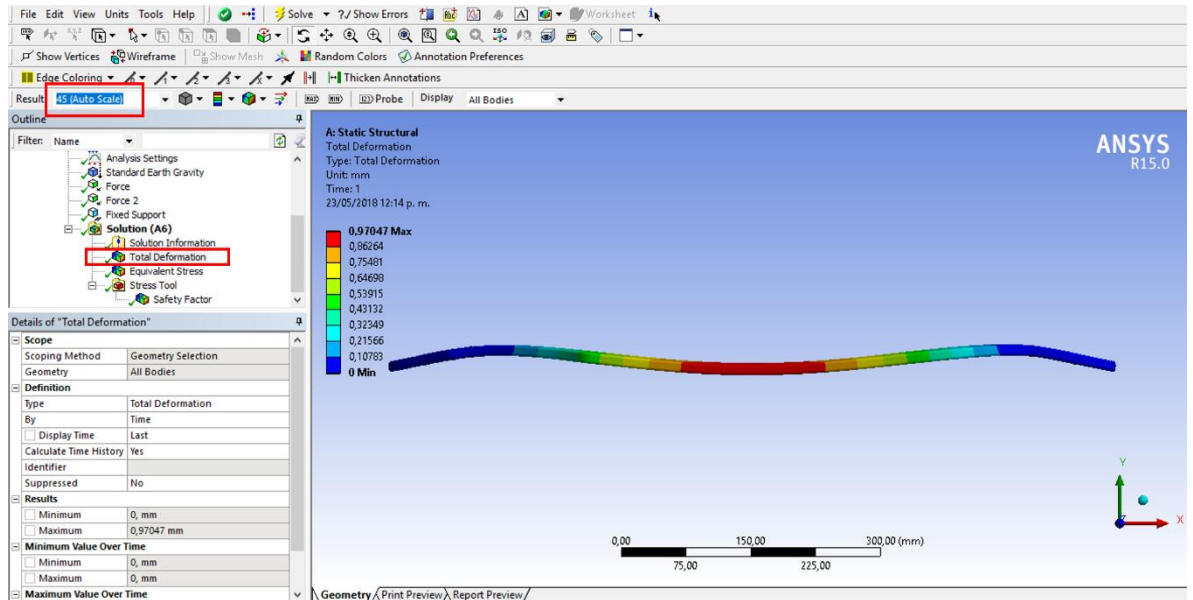 File Edit View Units Tools Help Solve ?/ Show Errors Worksheet
Show Vertices Wireframe Show Mesh Random Colors Annotation Preferences
Edge Coloring Thicken Annotations
Result 45 (Auto Scale) MAX MIN Probe Display All Bodies
Outline
Filter: Name
Analysis Settings
Standard Earth Gravity
Force
Force 2
Fixed Support
Solution (A6)
Solution Information
Total Deformation
Equivalent Stress
Stress Tool
Safety Factor
Details of "Total Deformation"
Scope
Scoping Method Geometry Selection
Geometry All Bodies
Definition
Type Total Deformation
By Time
Display Time Last
Calculate Time History Yes
Identifier
Suppressed No
Results
Minimum 0, mm
Maximum 0,97047 mm
Minimum Value Over Time
Minimum 0, mm
Maximum 0, mm
Maximum Value Over Time
A: Static Structural
Total Deformation
Type: Total Deformation
Unit: mm
Time: 1
23/05/2018 12:14 p. m.
0,97047 Max
0,86264
0,75481
0,64698
0,53915
0,43132
0,32349
0,21566
0,10783
0 Min
ANSYS
R15.0
Y
X
0,00 150,00 300,00 (mm)
75,00 225,00
Geometry Print Preview Report Preview